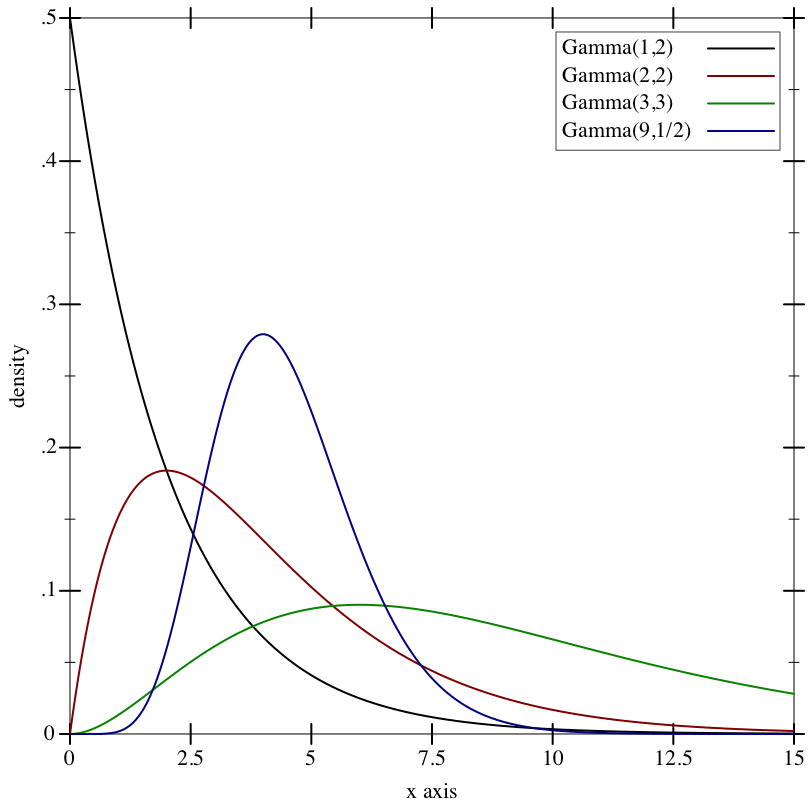 .5
.4
.3
.2
.1
0
density
Gamma(1,2)
Gamma(2,2)
Gamma(3,3)
Gamma(9,1/2)
0 2.5 5 7.5 10 12.5 15
x axis